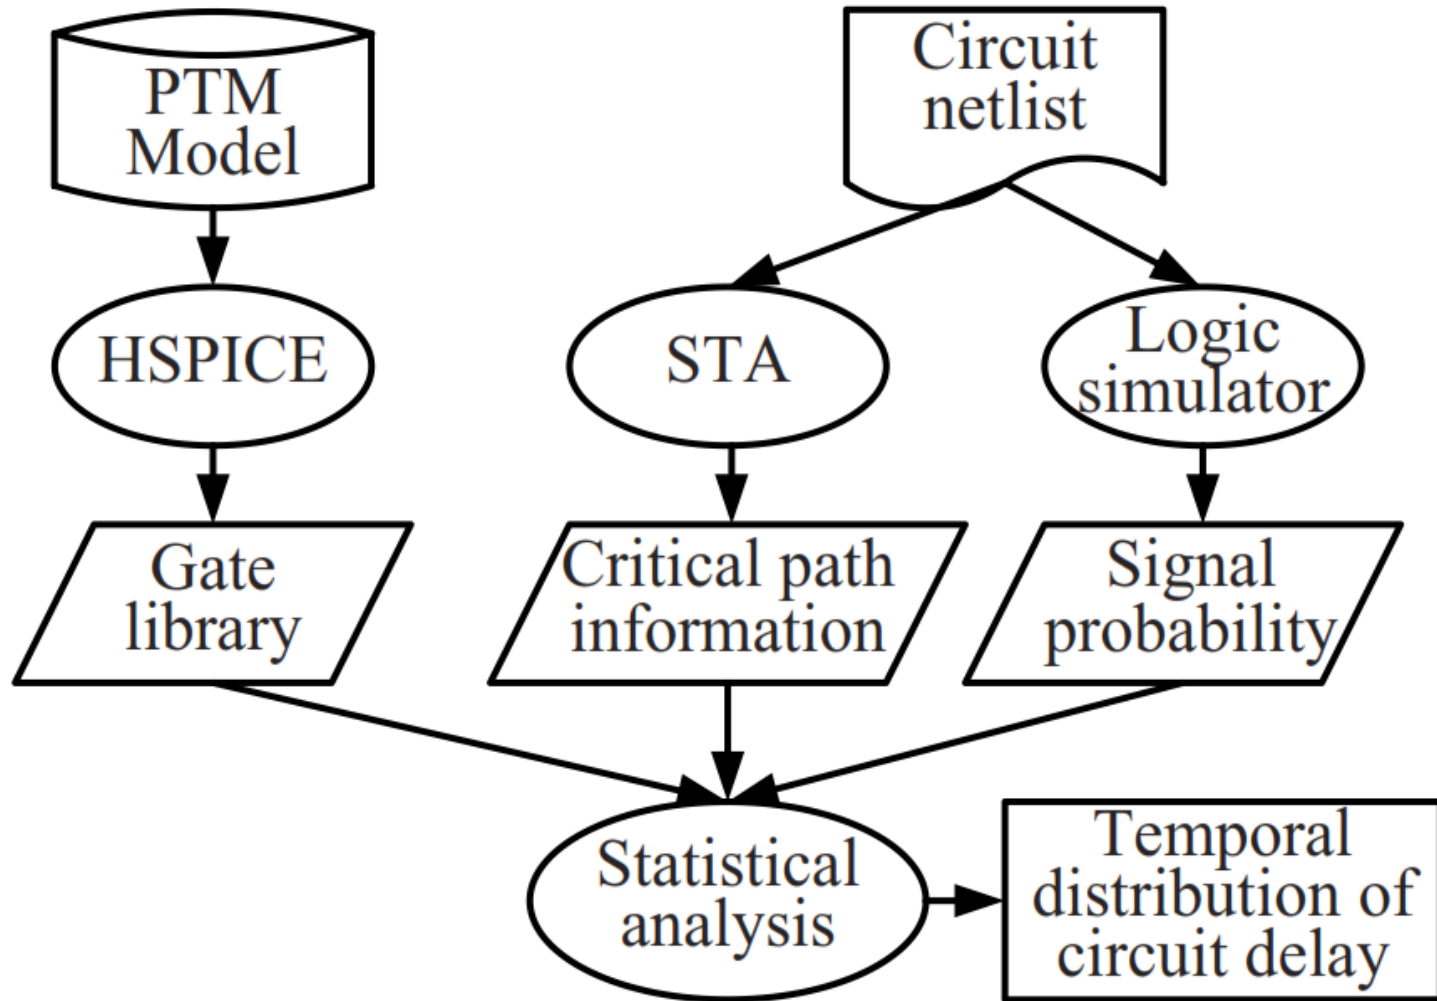 PTM
Model
Circuit
netlist
HSPICE
STA
Logic
simulator
Gate
library
Critical path
information
Signal
probability
Statistical
analysis
Temporal
distribution of
circuit delay